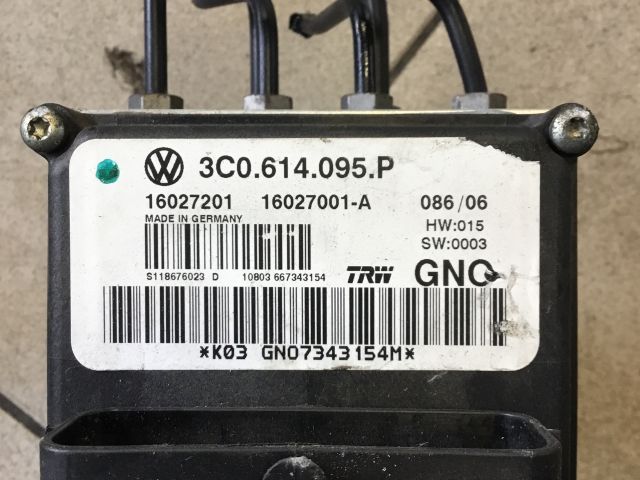 3C0.614.095.P
16027201 16027001-A 086/06
MADE IN GERMANY HW:015
SW:0003
S118676023 D 10803 667343154 TRW GNO
*K03 GNO7343154M*